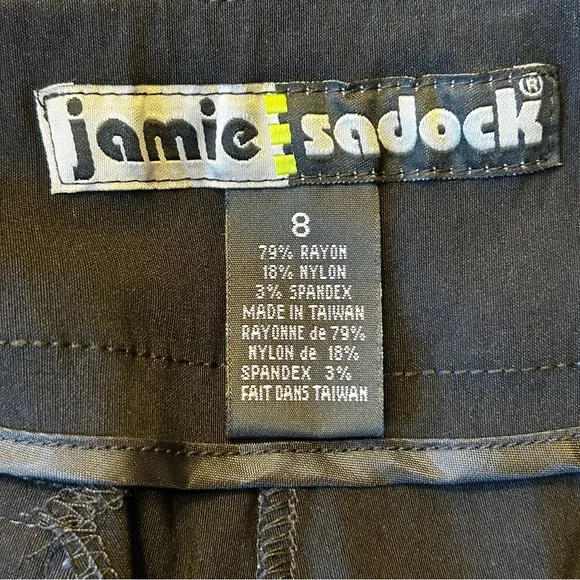 jamie sadock®
8
79% RAYON
18% NYLON
3% SPANDEX
MADE IN TAIWAN
RAYONNE de 79%
NYLON de 18%
SPANDEX 3%
FAIT DANS TAIWAN